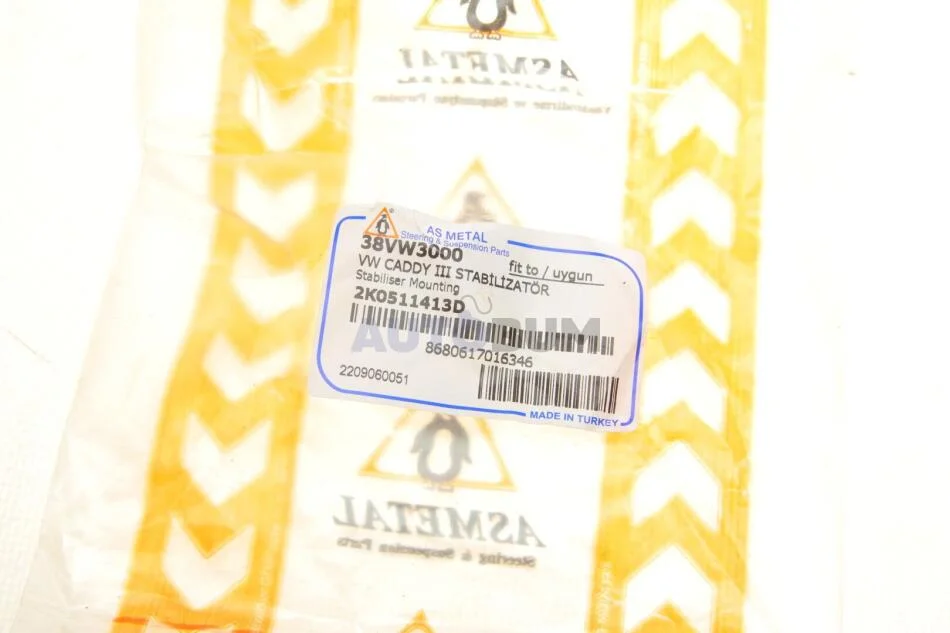 ASMETAL
AS METAL
Steering & Suspension Parts
38VW3000
fit to / uygun
VW CADDY III STABİLİZATÖR
Stabiliser Mounting
2K0511413D
AUTODUM
8680617016346
2209060051
MADE IN TURKEY
ASMETAL
Steering & Suspension Parts